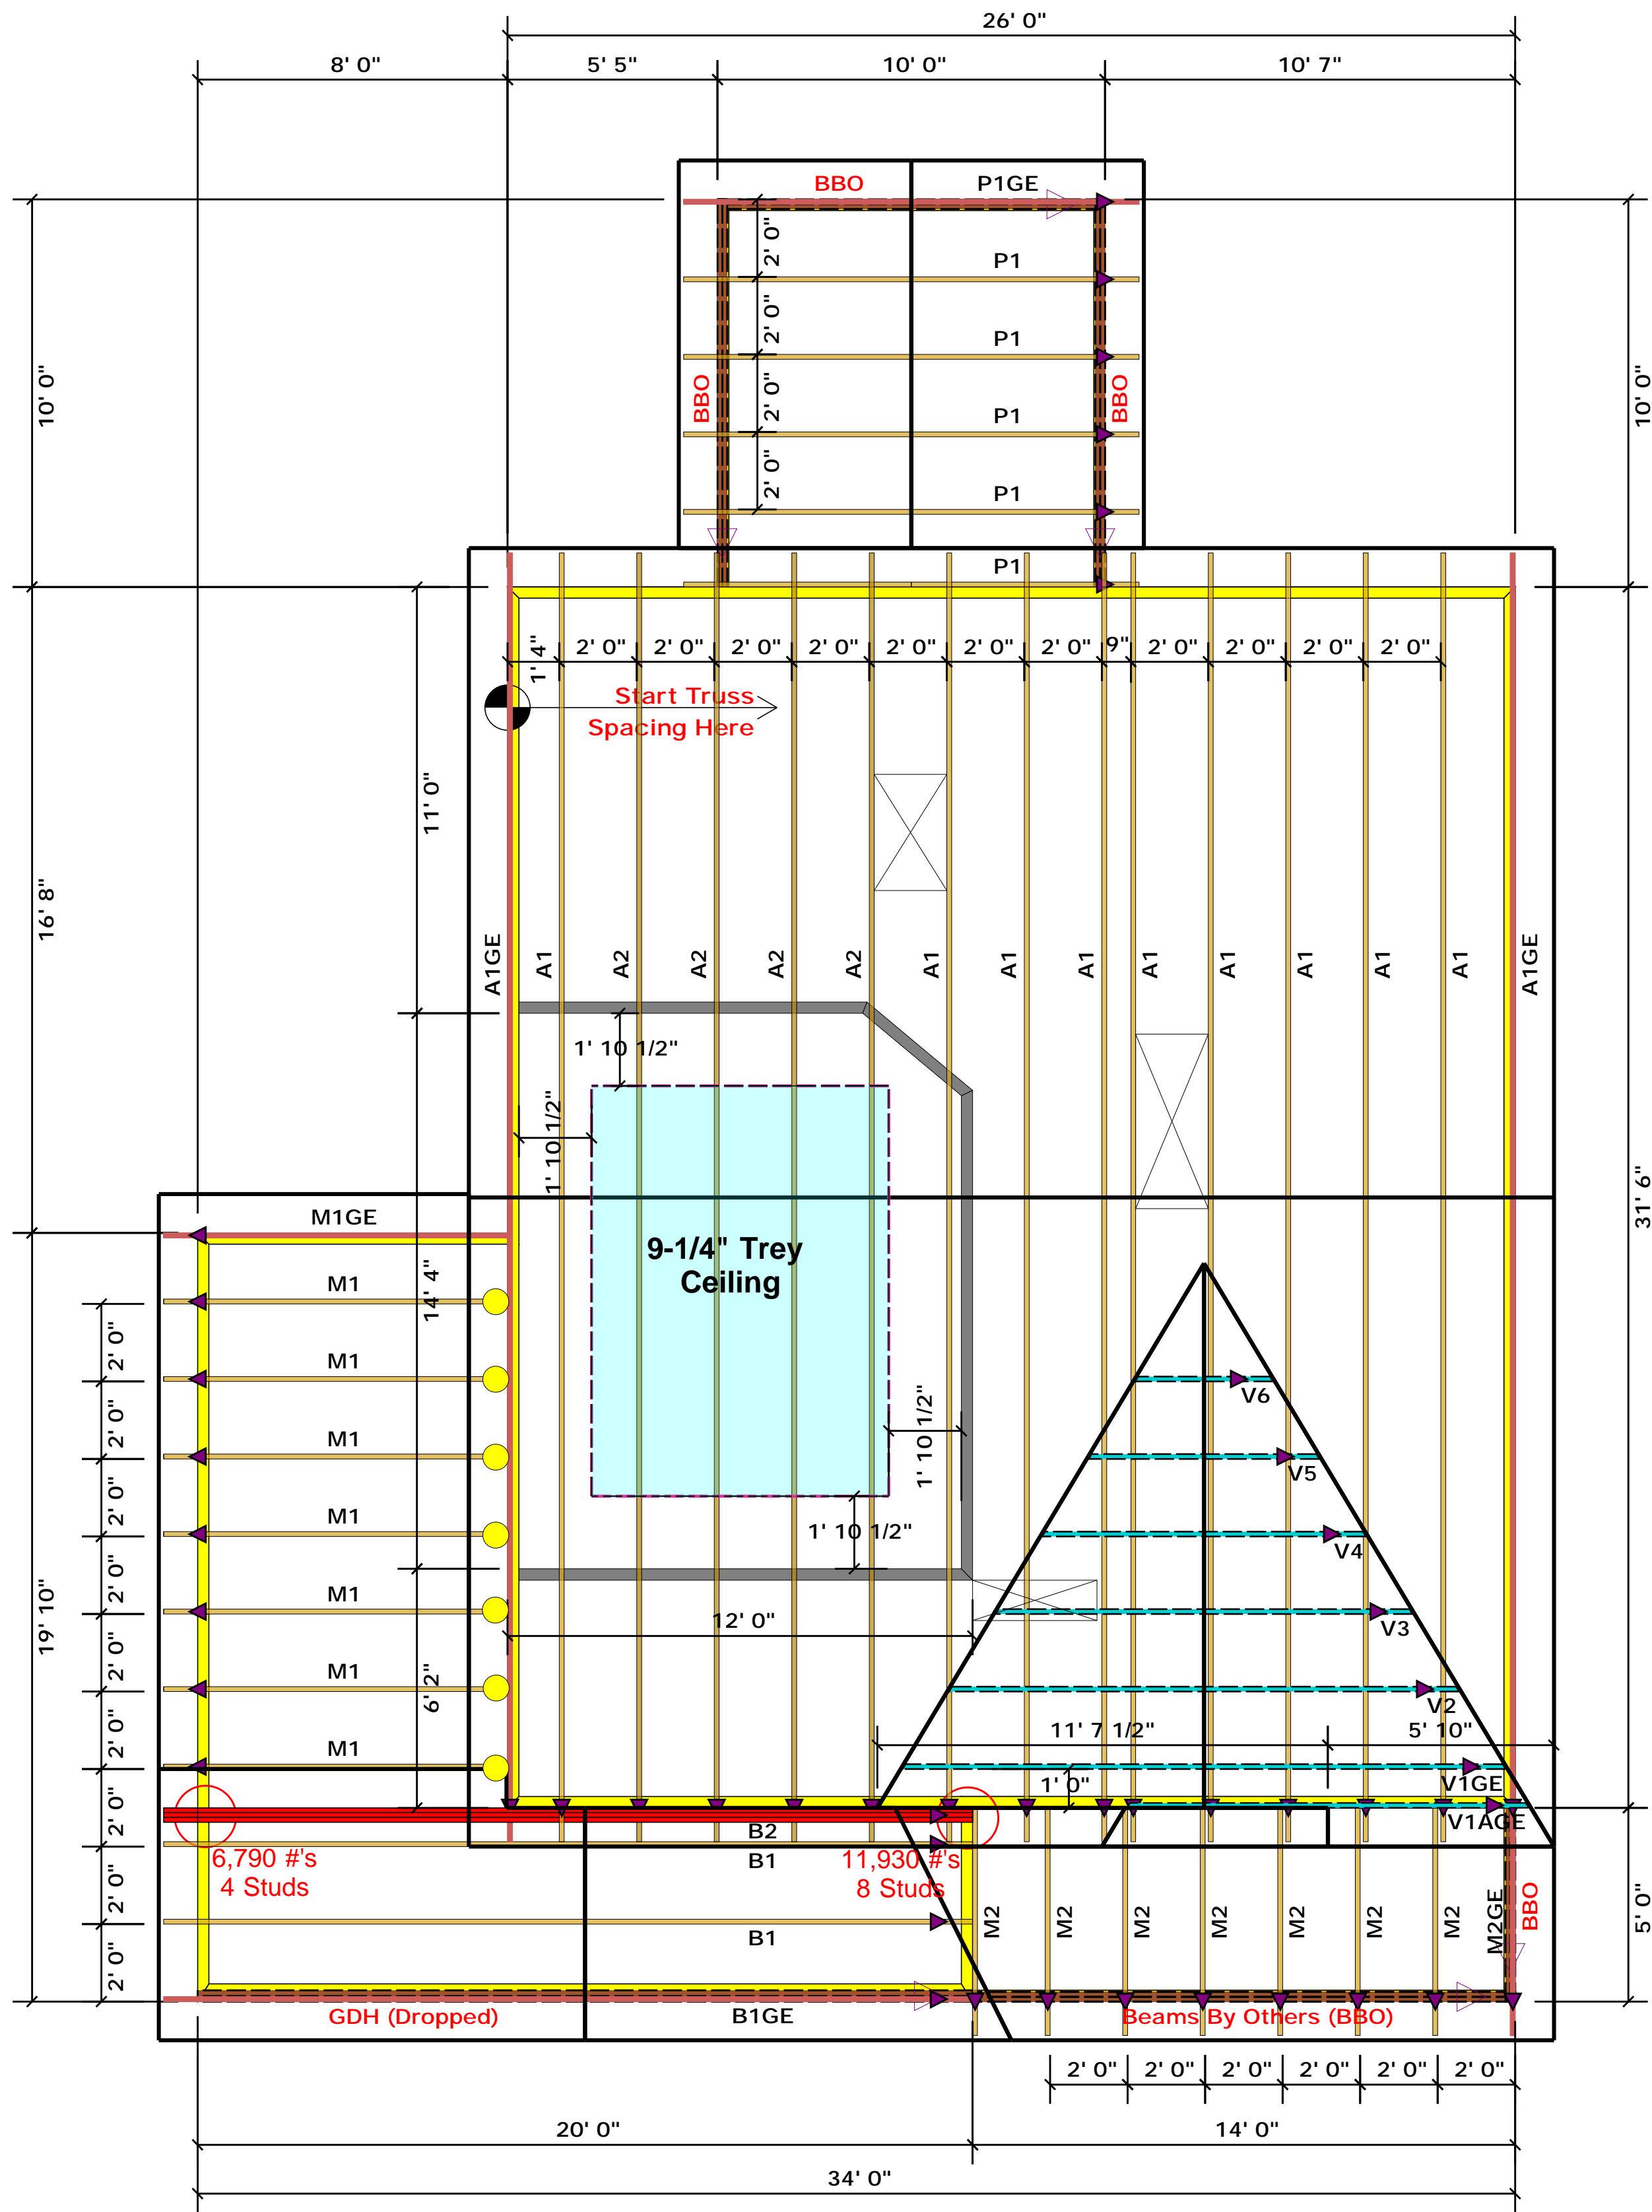 26' 0"
8' 0"
5' 5"
10' 0"
10' 7"
BBO
P1GE
2' 0"
P1
2' 0"
P1
10' 0"
BBO
2' 0"
BBO
10' 0"
P1
2' 0"
P1
P1
1' 4"
2' 0"
2' 0"
2' 0"
2' 0"
2' 0"
2' 0"
2' 0"
9"
2' 0"
2' 0"
2' 0"
2' 0"
Start Truss
Spacing Here
11' 0"
16' 8"
A1GE
A1
A2
A2
A2
A2
A1
A1
A1
A1
A1
A1
A1
A1
A1GE
1' 10 1/2"
1' 10 1/2"
31' 6"
M1GE
9-1/4" Trey
Ceiling
14' 4"
M1
2' 0"
M1
V6
2' 0"
1' 10 1/2"
M1
V5
2' 0"
M1
1' 10 1/2"
V4
2' 0"
M1
19' 10"
12' 0"
V3
2' 0"
M1
6' 2"
V2
2' 0"
11' 7 1/2"
5' 10"
M1
1' 0"
V1GE
2' 0"
V1AGE
B2
6,790 #'s
4 Studs
B1
11,930 #'s
8 Studs
2' 0"
M2
M2
M2
M2
M2
M2
M2
M2GE
BBO
5' 0"
B1
2' 0"
GDH (Dropped)
B1GE
Beams By Others (BBO)
2' 0"
2' 0"
2' 0"
2' 0"
2' 0"
2' 0"
20' 0"
14' 0"
34' 0"